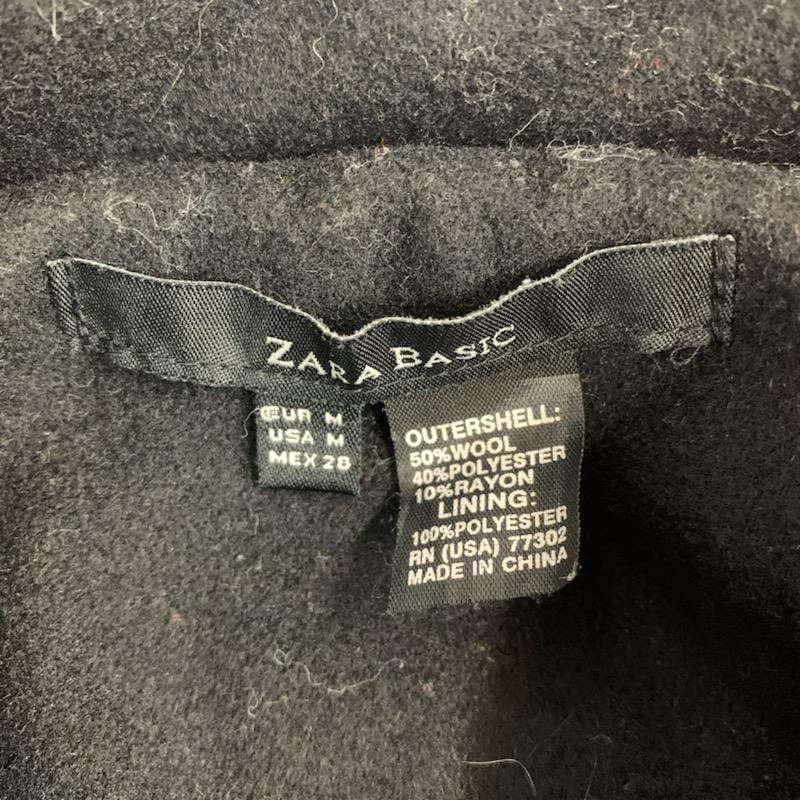 ZARA BASIC
EUR M
USA M
MEX 28
OUTERSHELL:
50%WOOL
40%POLYESTER
10%RAYON
LINING:
100%POLYESTER
RN (USA) 77302
MADE IN CHINA